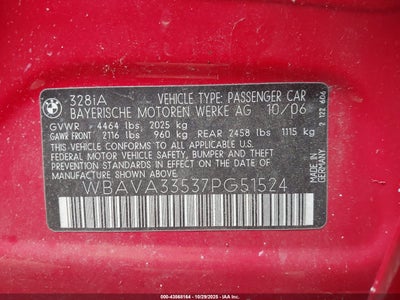 328iA VEHICLE TYPE: PASSENGER CAR
BAYERISCHE MOTOREN WERKE AG 10/06
GVWR 4464 lbs. 2025 kg
GAWR FRONT 2116 lbs. 960 kg REAR 2458 lbs. 1115 kg
THIS VEHICLE CONFORMS TO ALL APPLICABLE FEDERAL
MOTOR VEHICLE SAFETY, BUMPER, AND THEFT PREVENTION
STANDARDS IN EFFECT ON THE DATE OF MANUFACTURE
SHOWN ABOVE.
WBAVA33537PG51524
MADE IN GERMANY
000-43568164 | 10/29/2025 | IAA Inc.